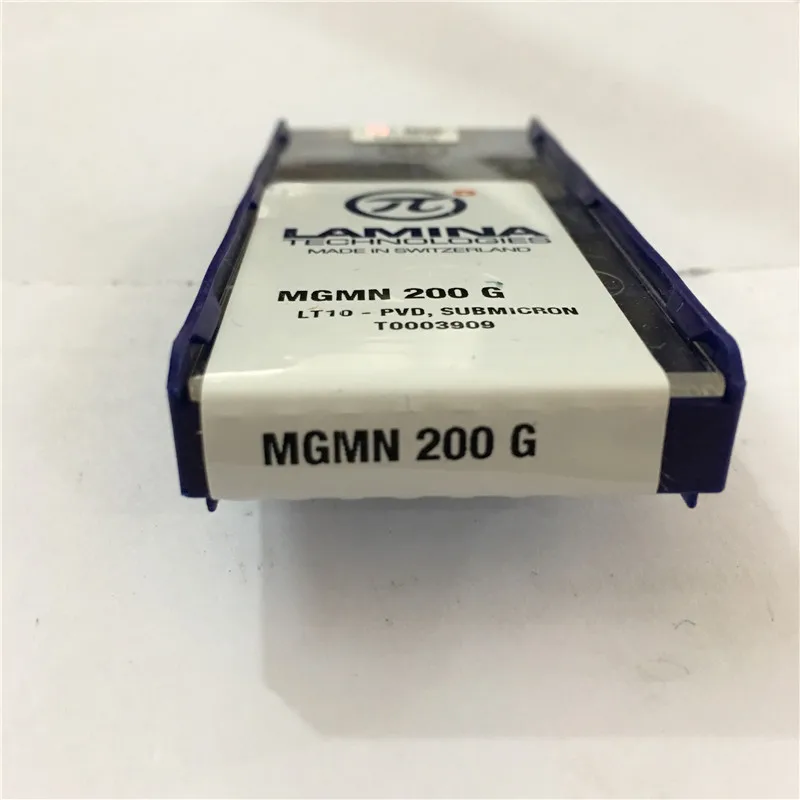 π
LAMINA
TECHNOLOGIES
MADE IN SWITZERLAND
MGMN 200 G
LT10 - PVD, SUBMICRON
T0003909
MGMN 200 G